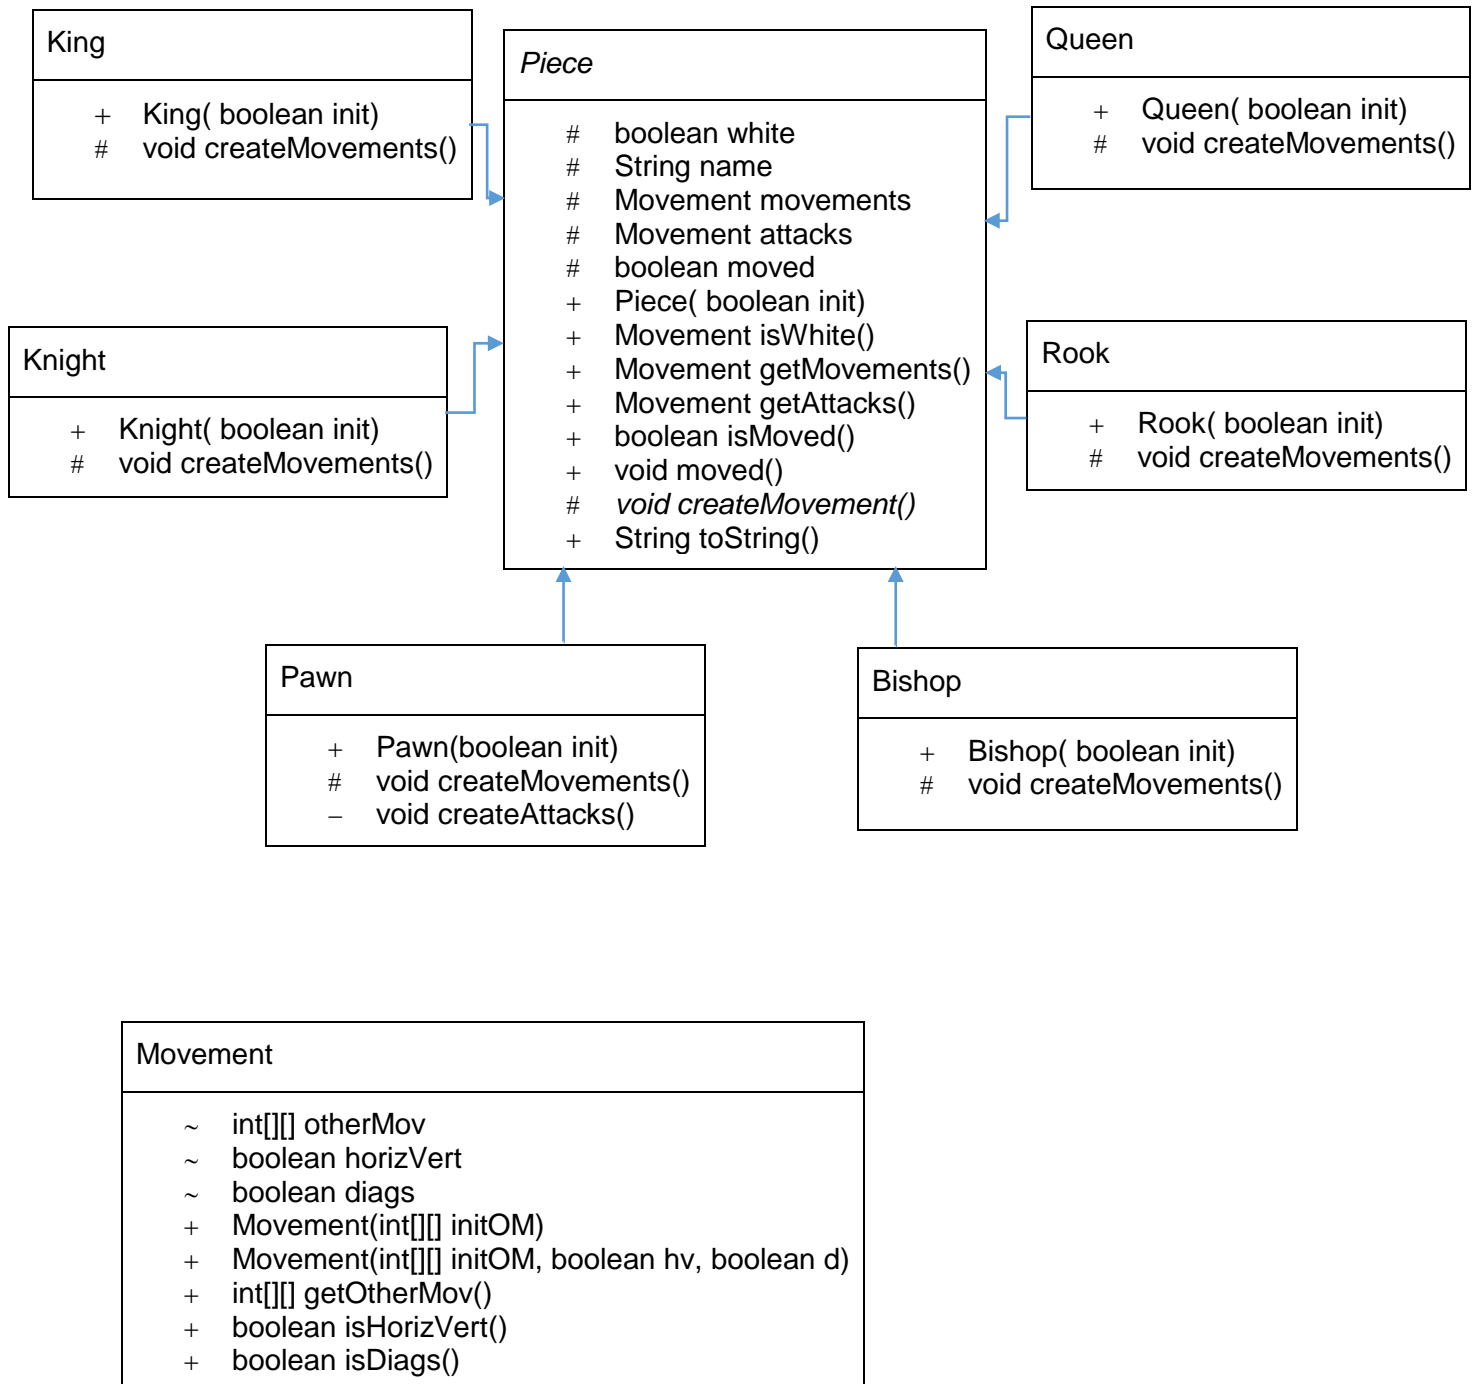 King
+ King( boolean init)
# void createMovements()
Piece
# boolean white
# String name
# Movement movements
# Movement attacks
# boolean moved
+ Piece( boolean init)
+ Movement isWhite()
+ Movement getMovements()
+ Movement getAttacks()
+ boolean isMoved()
+ void moved()
# void createMovement()
+ String toString()
Queen
+ Queen( boolean init)
# void createMovements()
Knight
+ Knight( boolean init)
# void createMovements()
Rook
+ Rook( boolean init)
# void createMovements()
Pawn
+ Pawn(boolean init)
# void createMovements()
− void createAttacks()
Bishop
+ Bishop( boolean init)
# void createMovements()
Movement
~ int[][] otherMov
~ boolean horizVert
~ boolean diags
+ Movement(int[][] initOM)
+ Movement(int[][] initOM, boolean hv, boolean d)
+ int[][] getOtherMov()
+ boolean isHorizVert()
+ boolean isDiags()